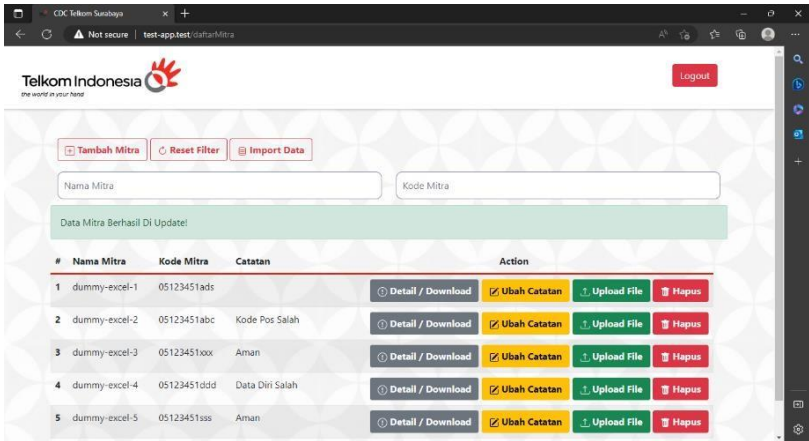 CDC Telkom Surabaya
Not secure | test-app.test/daftarMitra
Telkom Indonesia
the world in your hand
Logout
Tambah Mitra Reset Filter Import Data
Nama Mitra Kode Mitra
Data Mitra Berhasil Di Update!
# Nama Mitra Kode Mitra Catatan Action
1 dummy-excel-1 05123451ads Detail / Download Ubah Catatan Upload File Hapus
2 dummy-excel-2 05123451abc Kode Pos Salah Detail / Download Ubah Catatan Upload File Hapus
3 dummy-excel-3 05123451xxx Aman Detail / Download Ubah Catatan Upload File Hapus
4 dummy-excel-4 05123451ddd Data Diri Salah Detail / Download Ubah Catatan Upload File Hapus
5 dummy-excel-5 05123451sss Aman Detail / Download Ubah Catatan Upload File Hapus